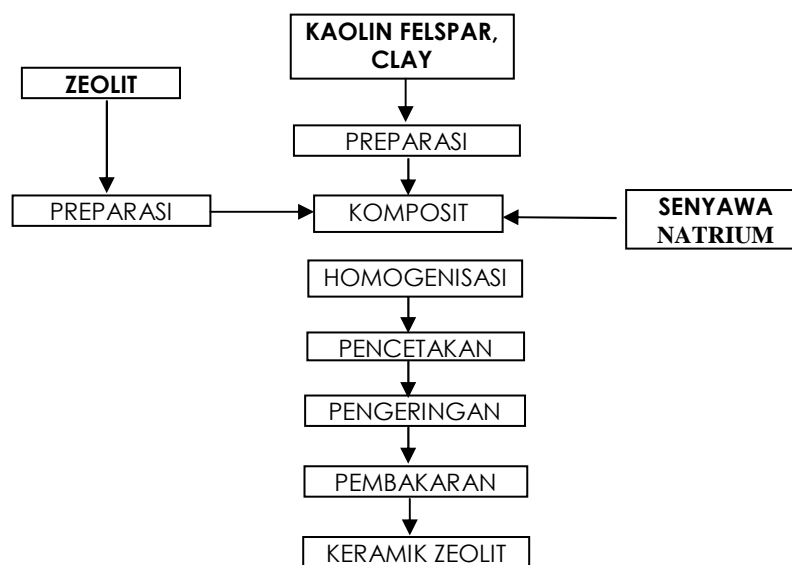 KAOLIN FELSPAR,
CLAY
ZEOLIT
PREPARASI
PREPARASI
KOMPOSIT
SENYAWA
NATRIUM
HOMOGENISASI
PENCETAKAN
PENGERINGAN
PEMBAKARAN
KERAMIK ZEOLIT